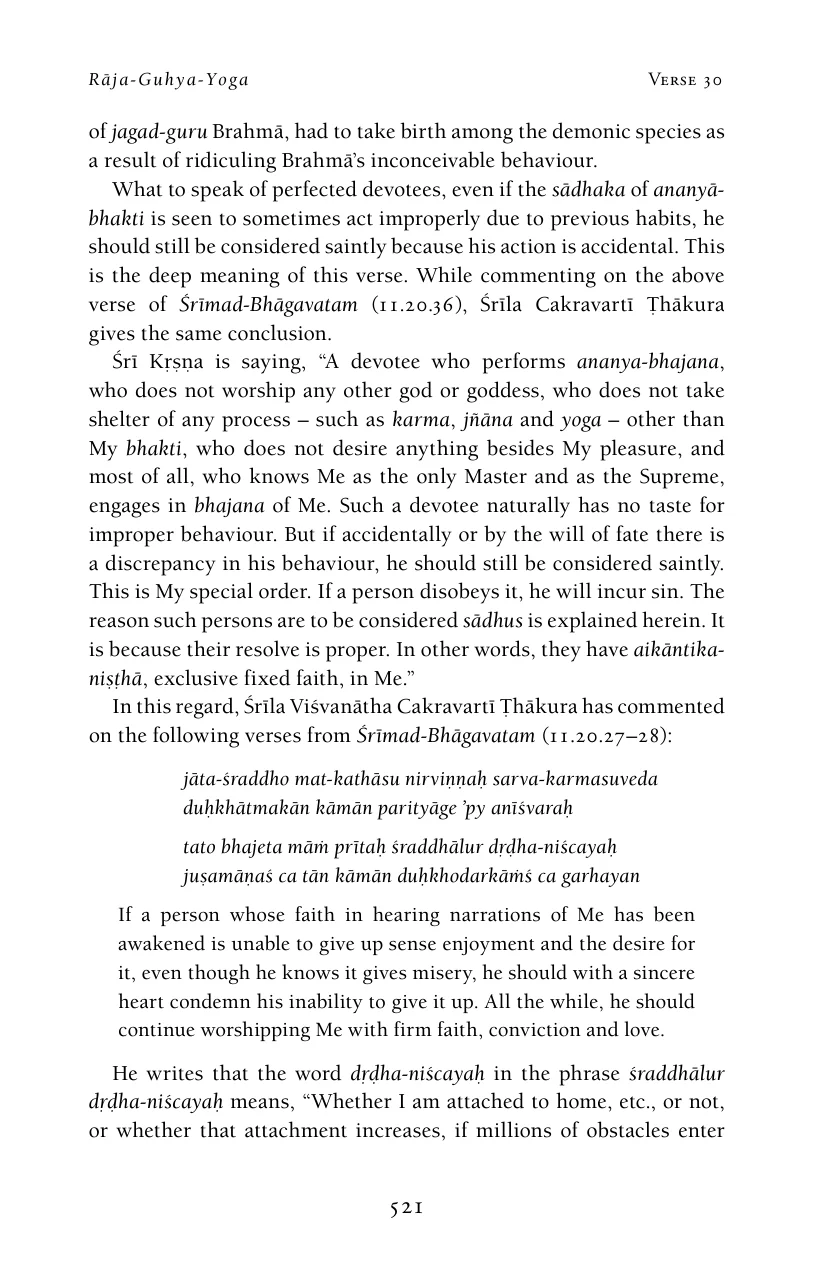 Rāja-Guhya-Yoga
Verse 30
of jagad-guru Brahmā, had to take birth among the demonic species as
a result of ridiculing Brahmā’s inconceivable behaviour.
What to speak of perfected devotees, even if the sādhaka of ananyā-
bhakti is seen to sometimes act improperly due to previous habits, he
should still be considered saintly because his action is accidental. This
is the deep meaning of this verse. While commenting on the above
verse of Śrīmad-Bhāgavatam (11.20.36), Śrīla Cakravartī Ṭhākura
gives the same conclusion.
Śrī Kṛṣṇa is saying, “A devotee who performs ananya-bhajana,
who does not worship any other god or goddess, who does not take
shelter of any process – such as karma, jñāna and yoga – other than
My bhakti, who does not desire anything besides My pleasure, and
most of all, who knows Me as the only Master and as the Supreme,
engages in bhajana of Me. Such a devotee naturally has no taste for
improper behaviour. But if accidentally or by the will of fate there is
a discrepancy in his behaviour, he should still be considered saintly.
This is My special order. If a person disobeys it, he will incur sin. The
reason such persons are to be considered sādhus is explained herein. It
is because their resolve is proper. In other words, they have aikāntika-
niṣṭhā, exclusive fixed faith, in Me.”
In this regard, Śrīla Viśvanātha Cakravartī Ṭhākura has commented
on the following verses from Śrīmad-Bhāgavatam (11.20.27–28):
jāta-śraddho mat-kathāsu nirviṇṇaḥ sarva-karmasuveda
duḥkhātmakān kāmān parityāge ’py anīśvaraḥ
tato bhajeta māṁ prītaḥ śraddhālur dṛḍha-niścayaḥ
juṣamāṇaś ca tān kāmān duḥkhodarkāṁś ca garhayan
If a person whose faith in hearing narrations of Me has been
awakened is unable to give up sense enjoyment and the desire for
it, even though he knows it gives misery, he should with a sincere
heart condemn his inability to give it up. All the while, he should
continue worshipping Me with firm faith, conviction and love.
He writes that the word dṛḍha-niścayaḥ in the phrase śraddhālur
dṛḍha-niścayaḥ means, “Whether I am attached to home, etc., or not,
or whether that attachment increases, if millions of obstacles enter
521